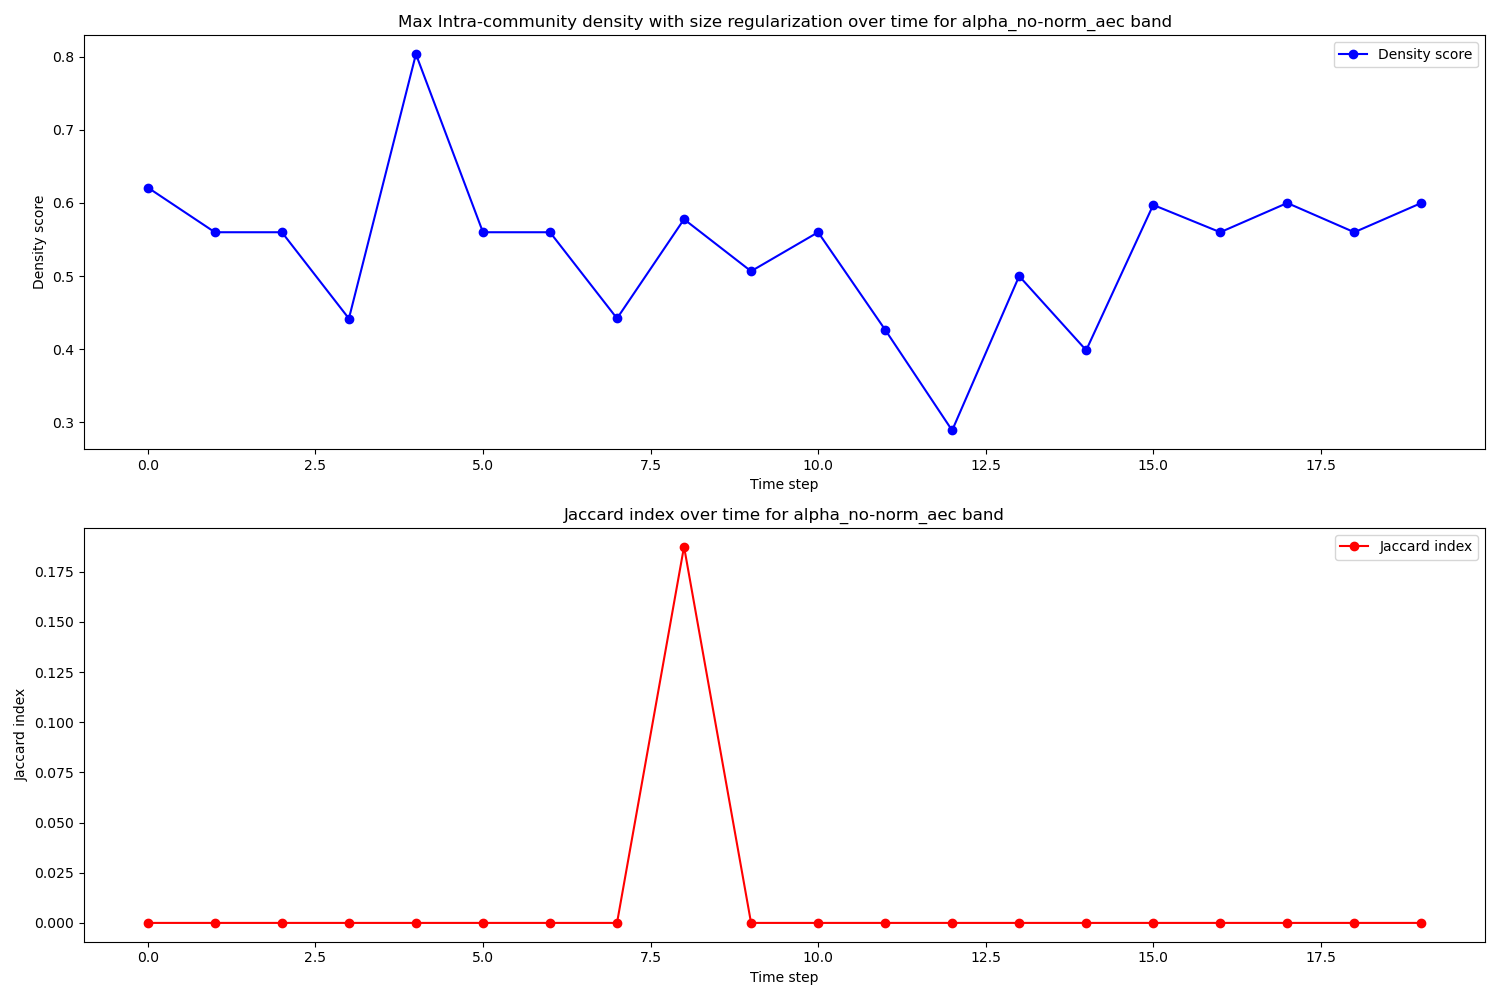 Max Intra-community density with size regularization over time for alpha_no-norm_aec band
Density score
0.8
0.7
0.6
0.5
0.4
0.3
Density score
0.0 2.5 5.0 7.5 10.0 12.5 15.0 17.5
Time step
Jaccard index over time for alpha_no-norm_aec band
Jaccard index
0.175
0.150
0.125
0.100
0.075
0.050
0.025
0.000
Jaccard index
0.0 2.5 5.0 7.5 10.0 12.5 15.0 17.5
Time step